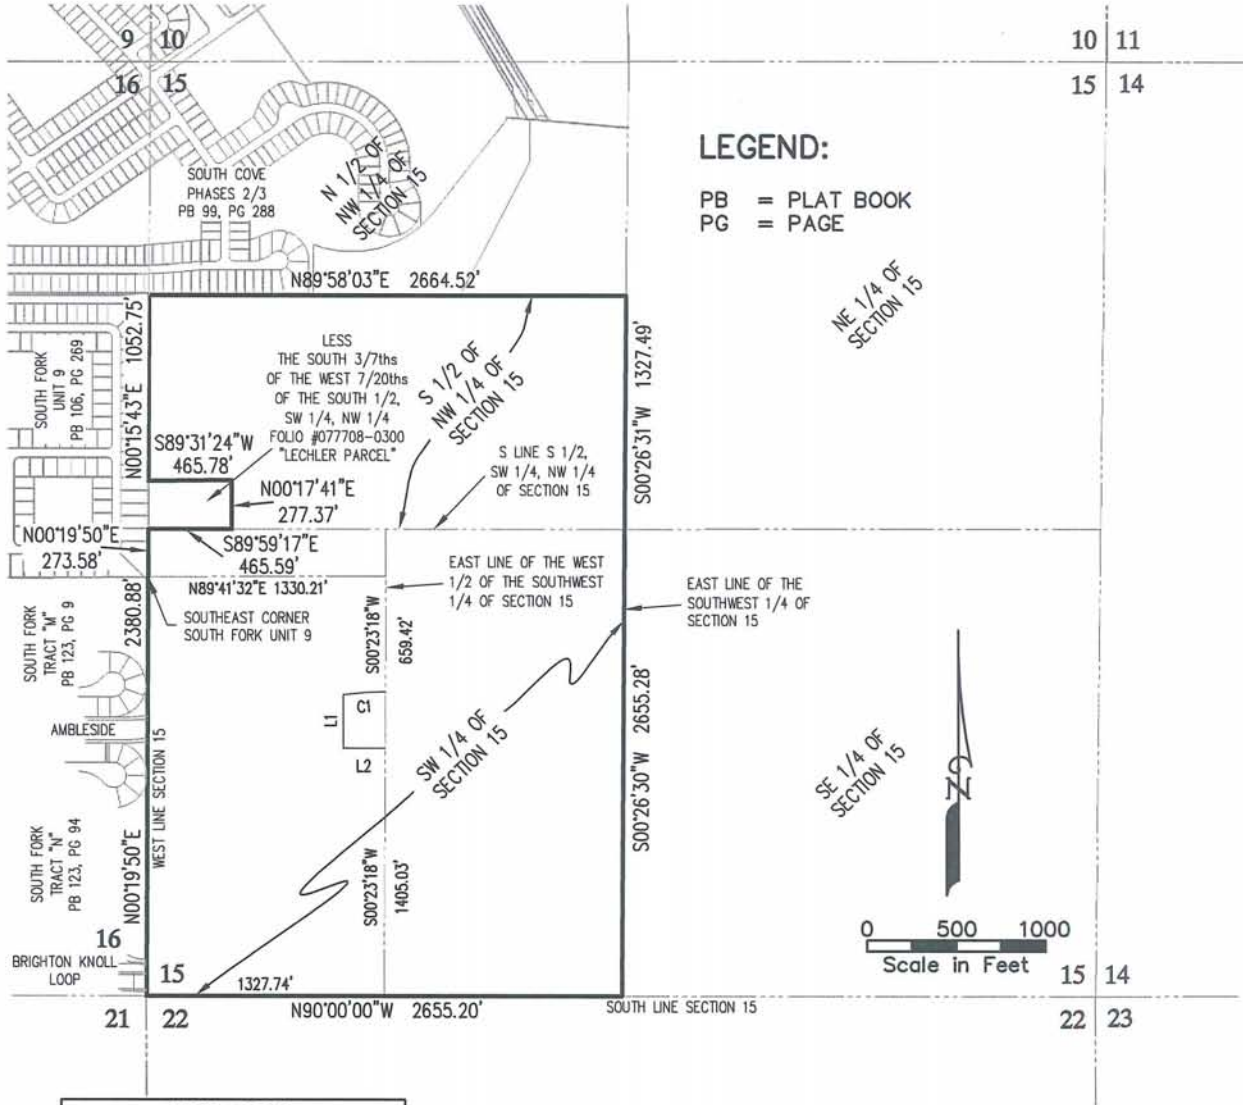 9 10
16 15
10 11
15 14
LEGEND:
PB = PLAT BOOK
PG = PAGE
SOUTH COVE
PHASES 2/3
PB 99, PG 288
N 1/2 OF
NW 1/4 OF
SECTION 15
NE 1/4 OF
SECTION 15
N89°58'03"E 2664.52'
N00°15'43"E 1052.75'
SOUTH FORK
UNIT 9
PB 106, PG 269
LESS
THE SOUTH 3/7ths
OF THE WEST 7/20ths
OF THE SOUTH 1/2,
SW 1/4, NW 1/4
FOLIO #077708-0300
"LECHLER PARCEL"
S 1/2 OF
NW 1/4 OF
SECTION 15
S00°26'31"W 1327.49'
S89°31'24"W
465.78'
N00°17'41"E
277.37'
S LINE S 1/2,
SW 1/4, NW 1/4
OF SECTION 15
N00°19'50"E
273.58'
S89°59'17"E
465.59'
N89°41'32"E 1330.21'
EAST LINE OF THE WEST
1/2 OF THE SOUTHWEST
1/4 OF SECTION 15
EAST LINE OF THE
SOUTHWEST 1/4 OF
SECTION 15
SOUTHEAST CORNER
SOUTH FORK UNIT 9
SOUTH FORK
TRACT "M"
PB 123, PG 9
N00°19'50"E 2380.88'
S00°23'18"W
659.42'
L1
C1
L2
AMBLESIDE
WEST LINE SECTION 15
SW 1/4 OF
SECTION 15
S00°26'30"W 2655.28'
SE 1/4 OF
SECTION 15
N
SOUTH FORK
TRACT "N"
PB 123, PG 94
S00°23'18"W
1405.03'
0 500 1000
Scale in Feet
16
BRIGHTON KNOLL
LOOP
15
1327.74'
15 14
N90°00'00"W 2655.20'
SOUTH LINE SECTION 15
21 22
22 23